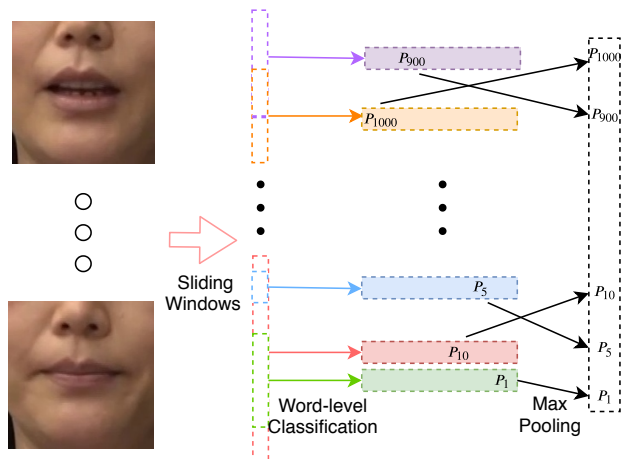 P900
P1000
P1000
P900
Sliding
Windows
P5
P10
P10
P5
P1
P1
Word-level
Classification
Max
Pooling